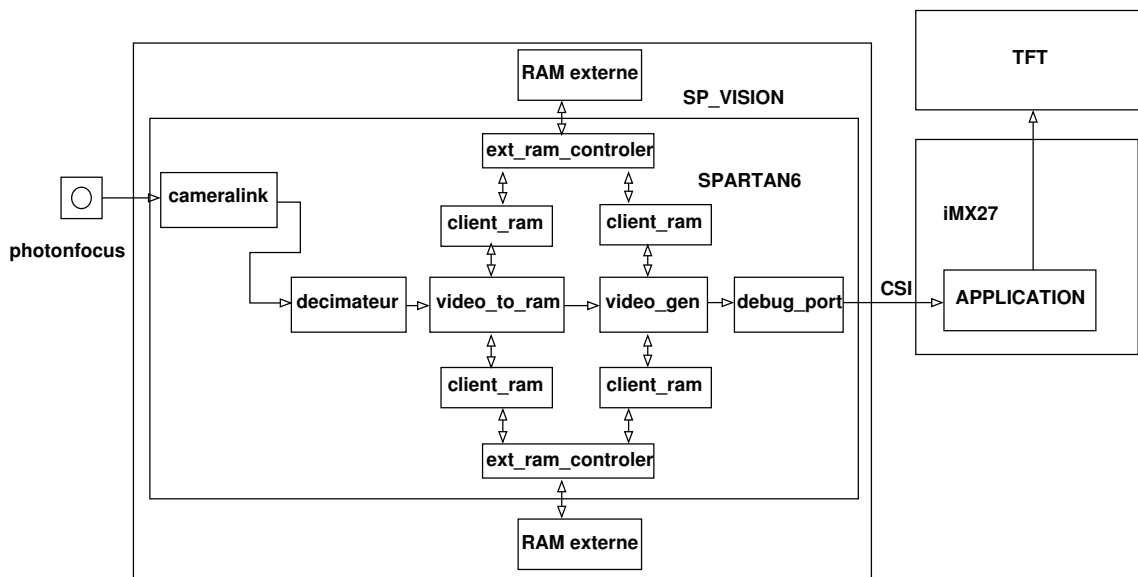 RAM externe
TFT
SP_VISION
ext_ram_controler
SPARTAN6
cameralink
iMX27
client_ram
client_ram
photonfocus
decimateur
video_to_ram
video_gen
debug_port
CSI
APPLICATION
client_ram
client_ram
ext_ram_controler
RAM externe